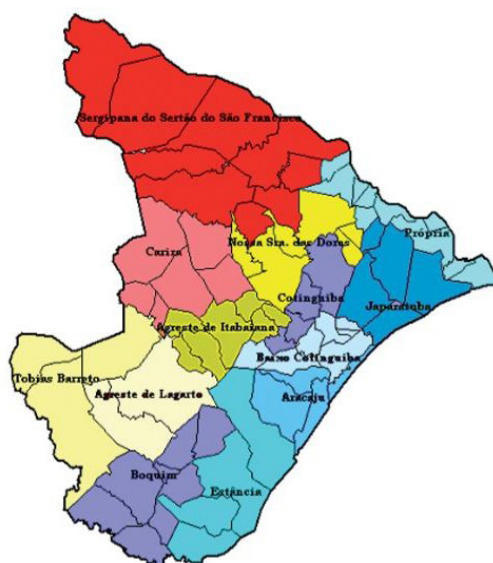 Sergipana do Sertão do São Francisco
Própria
Nossa Sra. das Dores
Carira
Cotinguiba
Japaratuba
Agreste de Itabaiana
Baixo Cotinguiba
Tobias Barreto
Agreste de Lagarto
Aracaju
Boquim
Estância